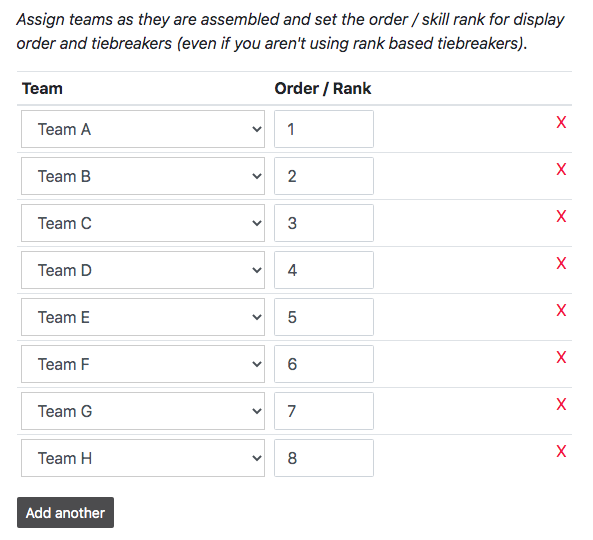 Assign teams as they are assembled and set the order / skill rank for display
order and tiebreakers (even if you aren't using rank based tiebreakers).
Team Order / Rank
Team A 1 X
Team B 2 X
Team C 3 X
Team D 4 X
Team E 5 X
Team F 6 X
Team G 7 X
Team H 8 X
Add another